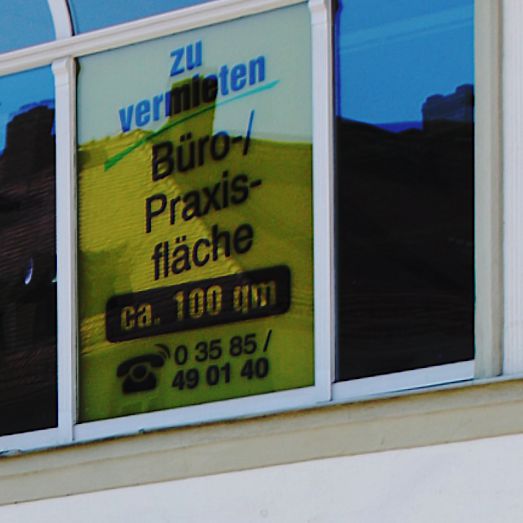 zu
vermieten
Büro-/
Praxis-
fläche
ca. 100 qm
0 35 85 /
49 01 40